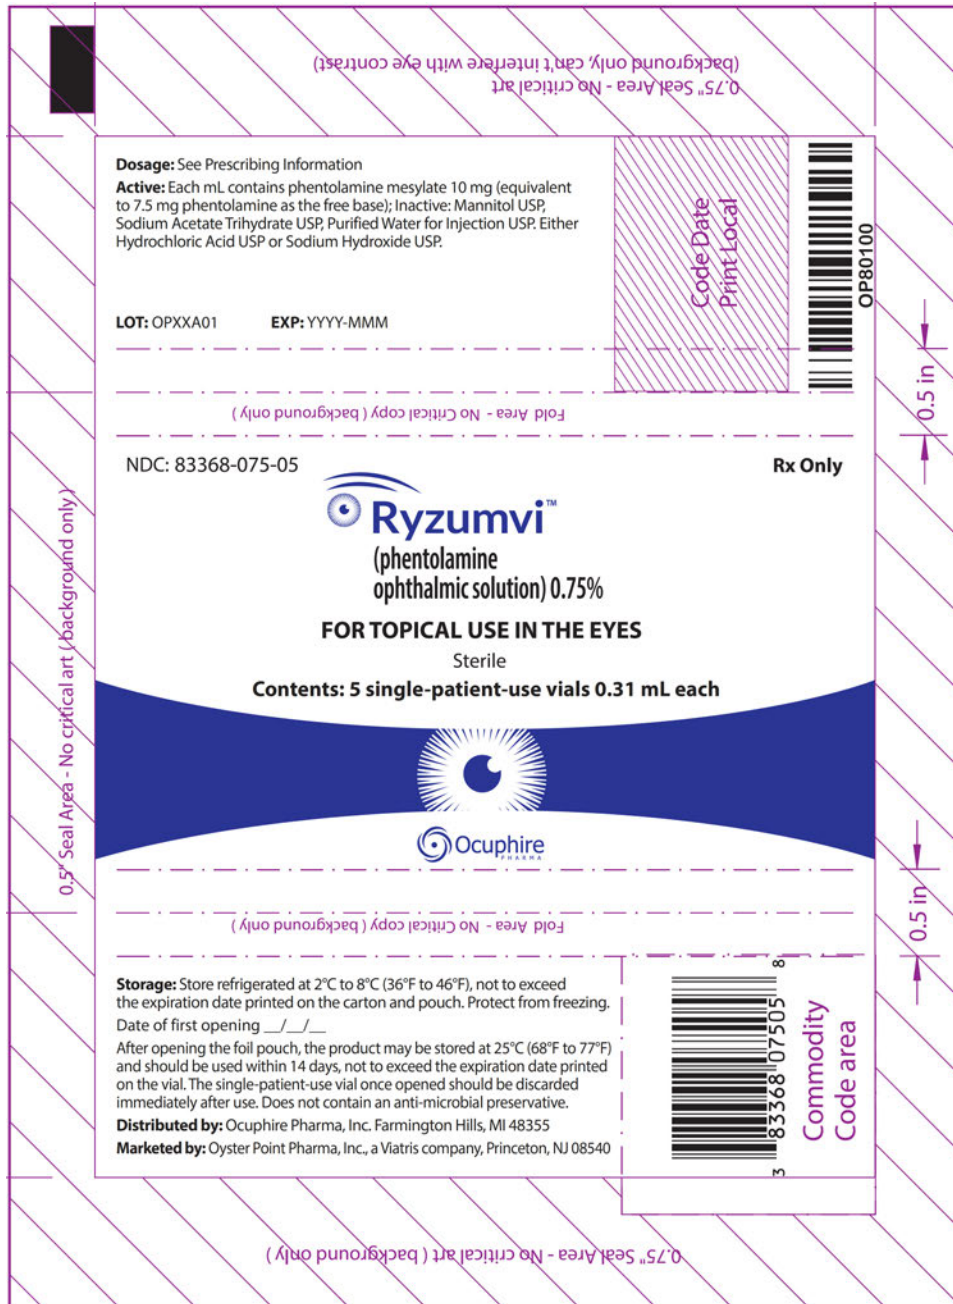 0.75" Seal Area - No critical art
(background only, can't interfere with eye contrast)
Dosage: See Prescribing Information
Active: Each mL contains phentolamine mesylate 10 mg (equivalent
to 7.5 mg phentolamine as the free base); Inactive: Mannitol USP,
Sodium Acetate Trihydrate USP, Purified Water for Injection USP. Either
Hydrochloric Acid USP or Sodium Hydroxide USP.
LOT: OPXXA01 EXP: YYYY-MMM
Code Date
Print Local
OP80100
0.5 in
Fold Area - No Critical copy ( background only )
NDC: 83368-075-05
Rx Only
Ryzumvi™
(phentolamine
ophthalmic solution) 0.75%
FOR TOPICAL USE IN THE EYES
Sterile
Contents: 5 single-patient-use vials 0.31 mL each
Ocuphire
PHARMA
0.5" Seal Area - No critical art ( background only )
0.5 in
Fold Area - No Critical copy ( background only )
Storage: Store refrigerated at 2°C to 8°C (36°F to 46°F), not to exceed
the expiration date printed on the carton and pouch. Protect from freezing.
Date of first opening __/__/__
After opening the foil pouch, the product may be stored at 25°C (68°F to 77°F)
and should be used within 14 days, not to exceed the expiration date printed
on the vial. The single-patient-use vial once opened should be discarded
immediately after use. Does not contain an anti-microbial preservative.
Distributed by: Ocuphire Pharma, Inc. Farmington Hills, MI 48355
Marketed by: Oyster Point Pharma, Inc., a Viatris company, Princeton, NJ 08540
3 83368 07505 8
Commodity
Code area
0.75" Seal Area - No critical art ( background only )